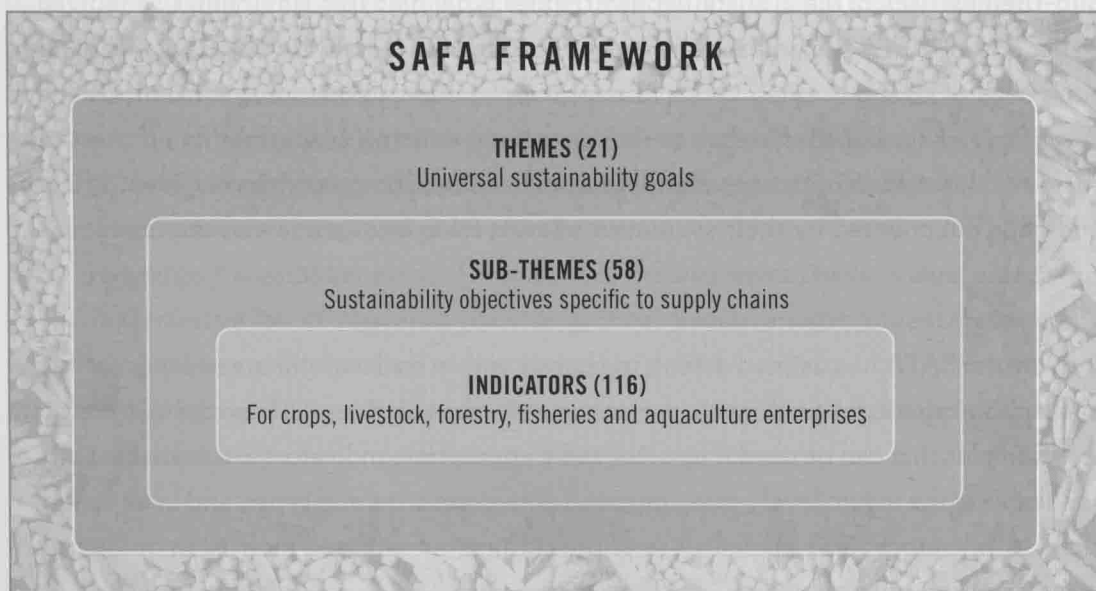 SAFA FRAMEWORK
THEMES (21)
Universal sustainability goals
SUB-THEMES (58)
Sustainability objectives specific to supply chains
INDICATORS (116)
For crops, livestock, forestry, fisheries and aquaculture enterprises